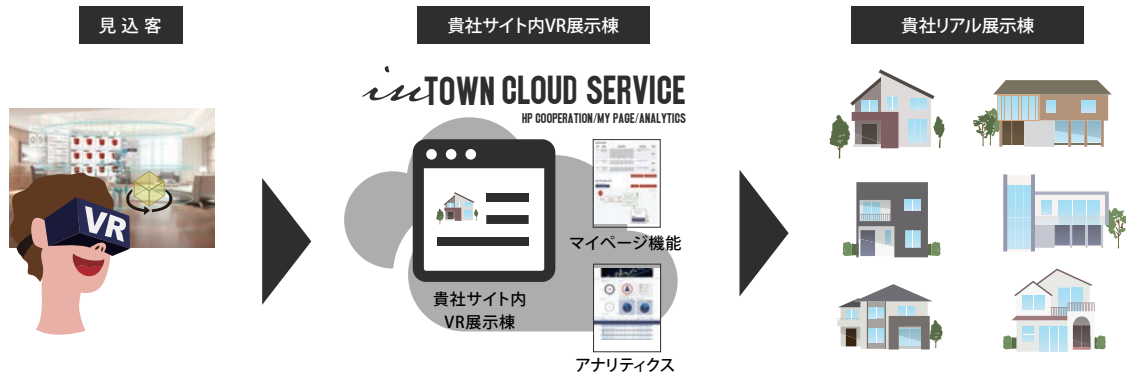 見込客
貴社サイト内VR展示棟
貴社リアル展示棟
inTOWN CLOUD SERVICE
HP COOPERATION/MY PAGE/ANALYTICS
VR
マイページ機能
貴社サイト内
VR展示棟
アナリティクス